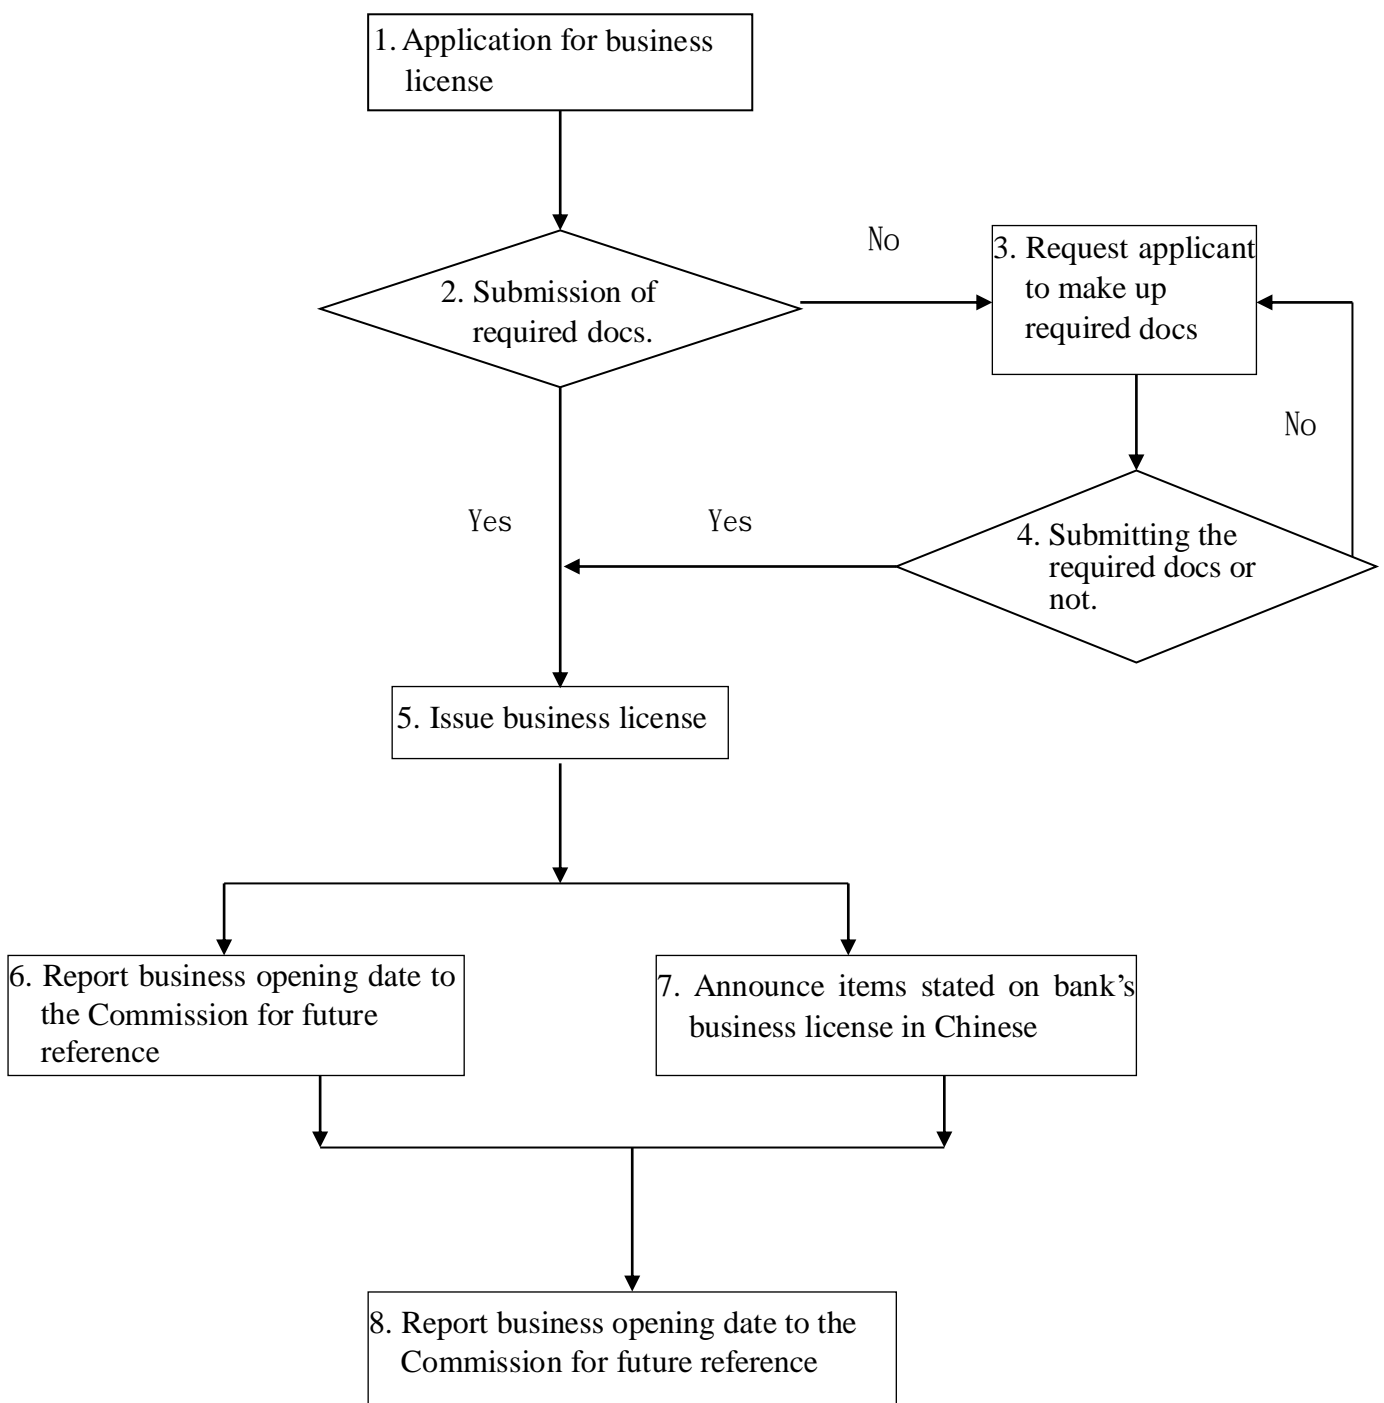 1. Application for business
license
No
2. Submission of
required docs.
3. Request applicant
to make up
required docs
No
Yes
Yes
4. Submitting the
required docs or
not.
5. Issue business license
6. Report business opening date to
the Commission for future
reference
7. Announce items stated on bank’s
business license in Chinese
8. Report business opening date to the
Commission for future reference